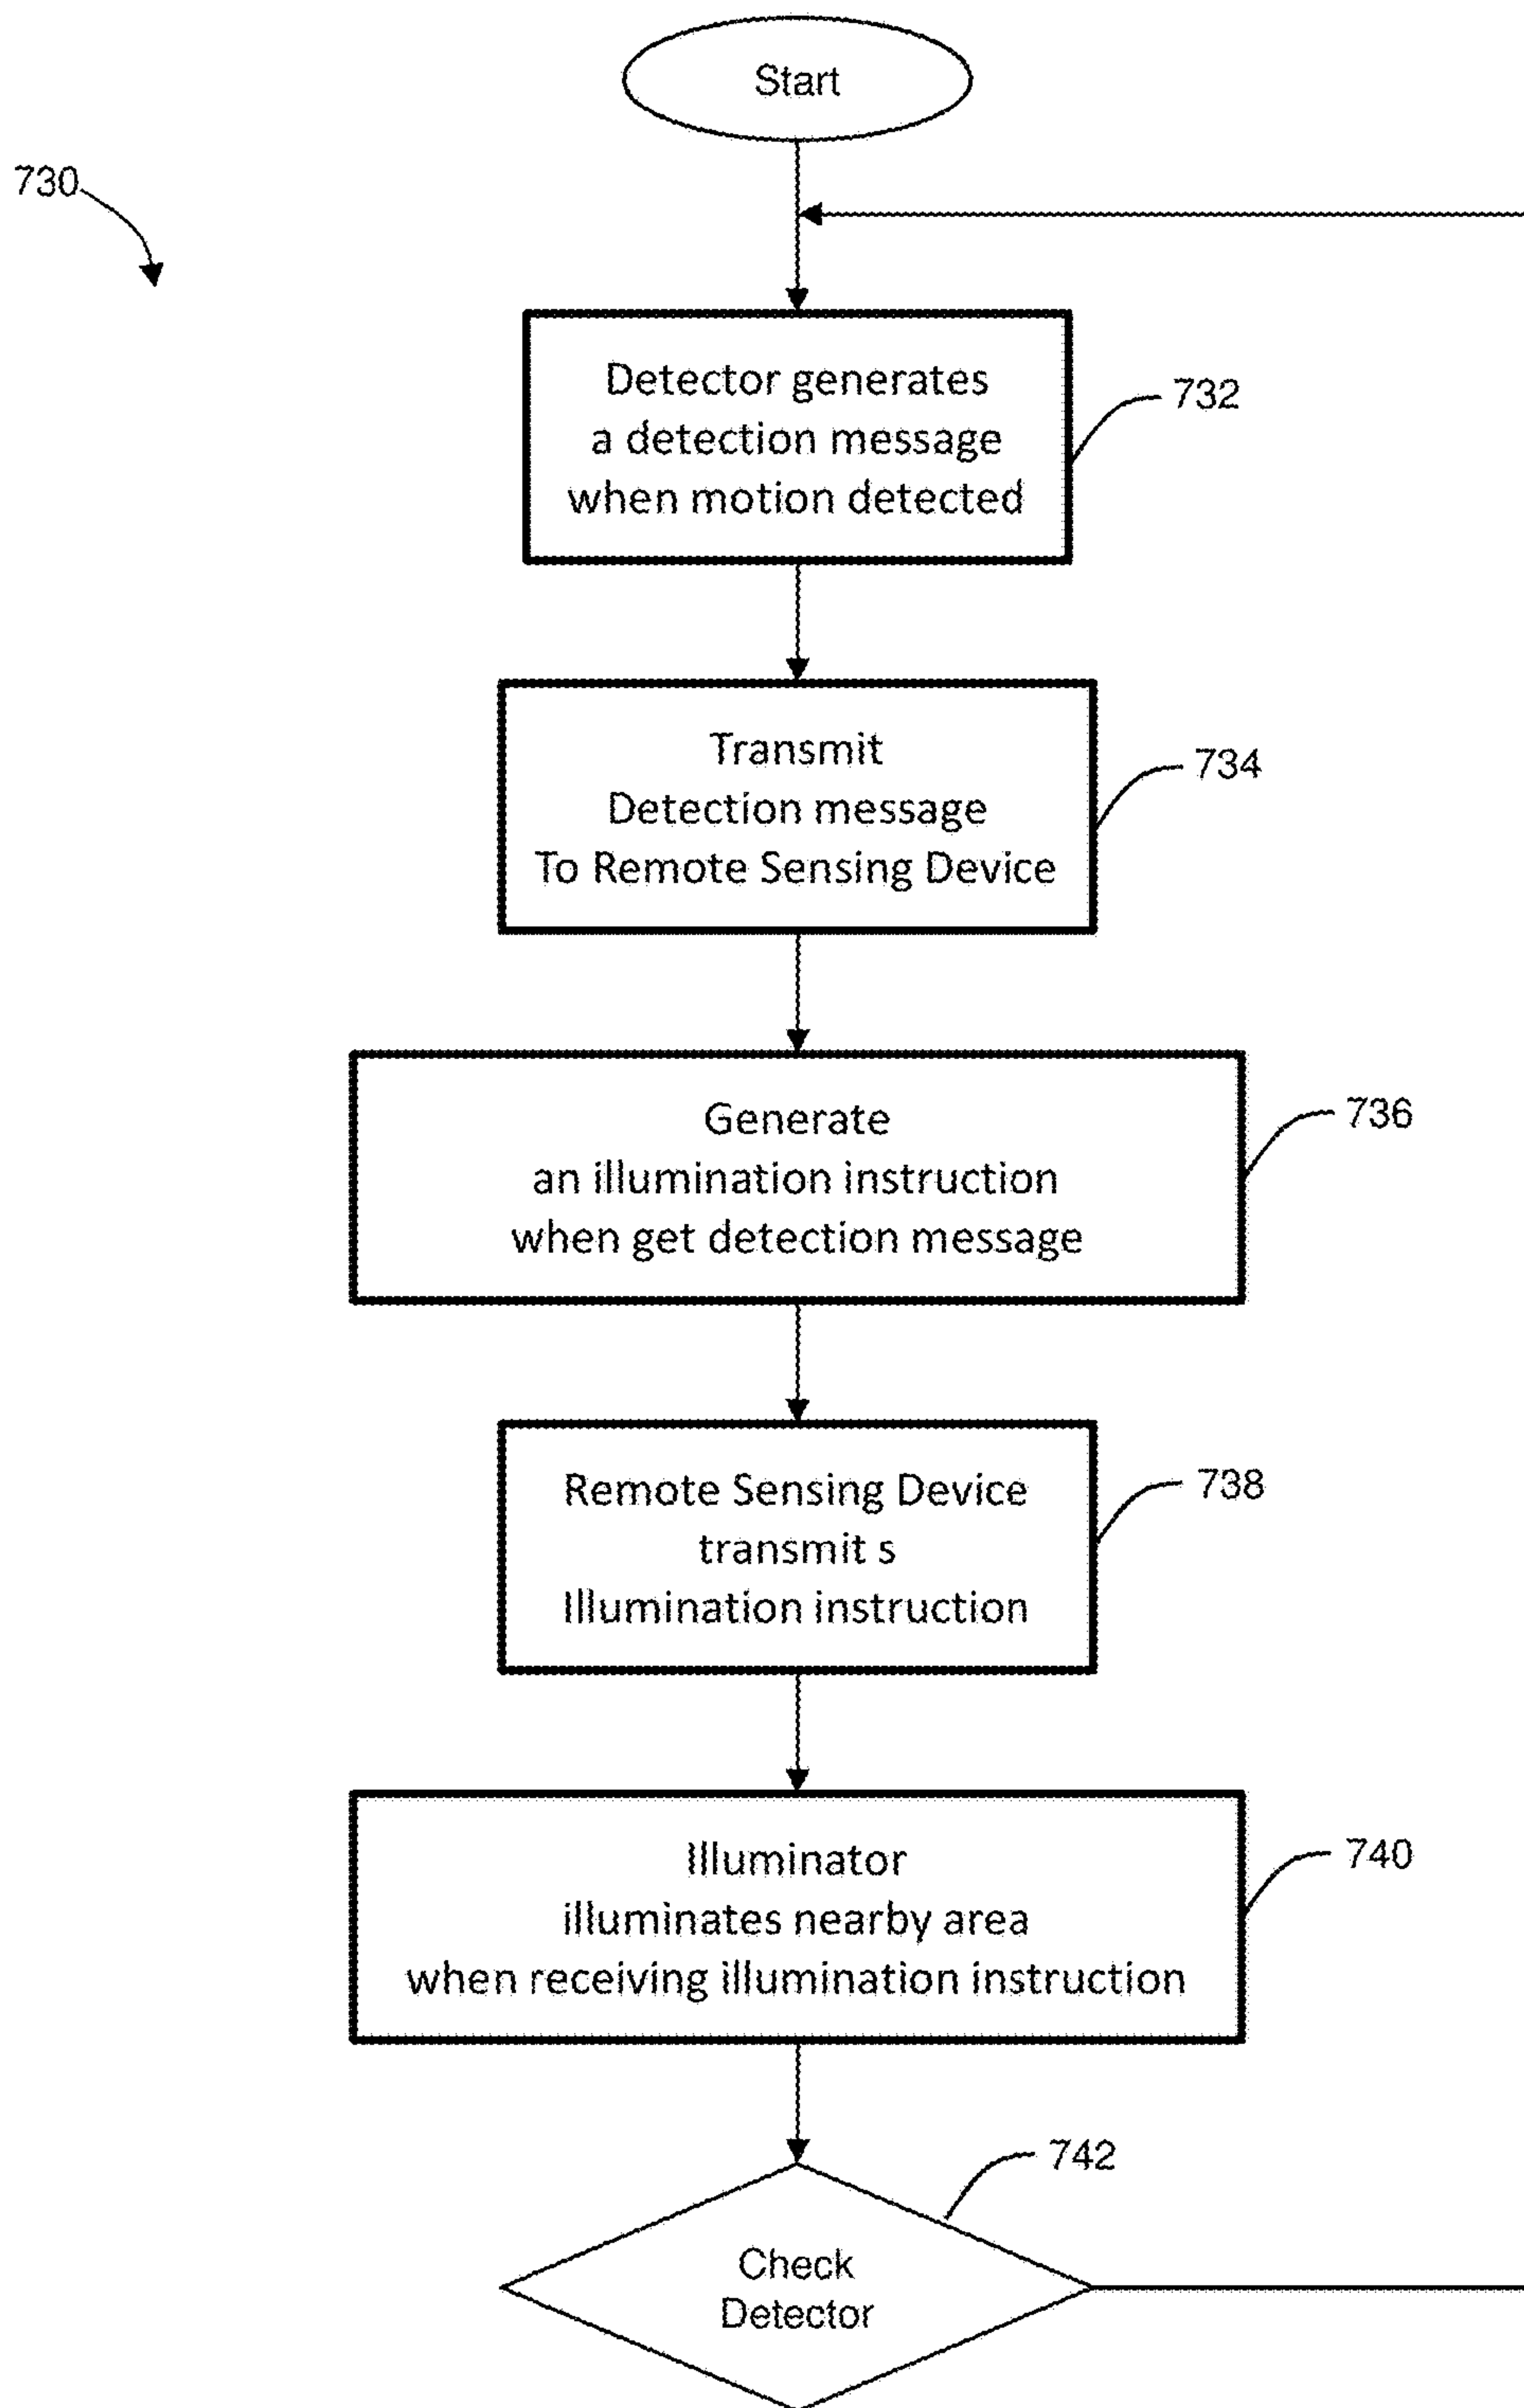 Start
730
Detector generates
a detection message
when motion detected
732
Transmit
Detection message
To Remote Sensing Device
734
Generate
an illumination instruction
when get detection message
736
Remote Sensing Device
transmit s
Illumination instruction
738
Illuminator
illuminates nearby area
when receiving illumination instruction
740
742
Check
Detector